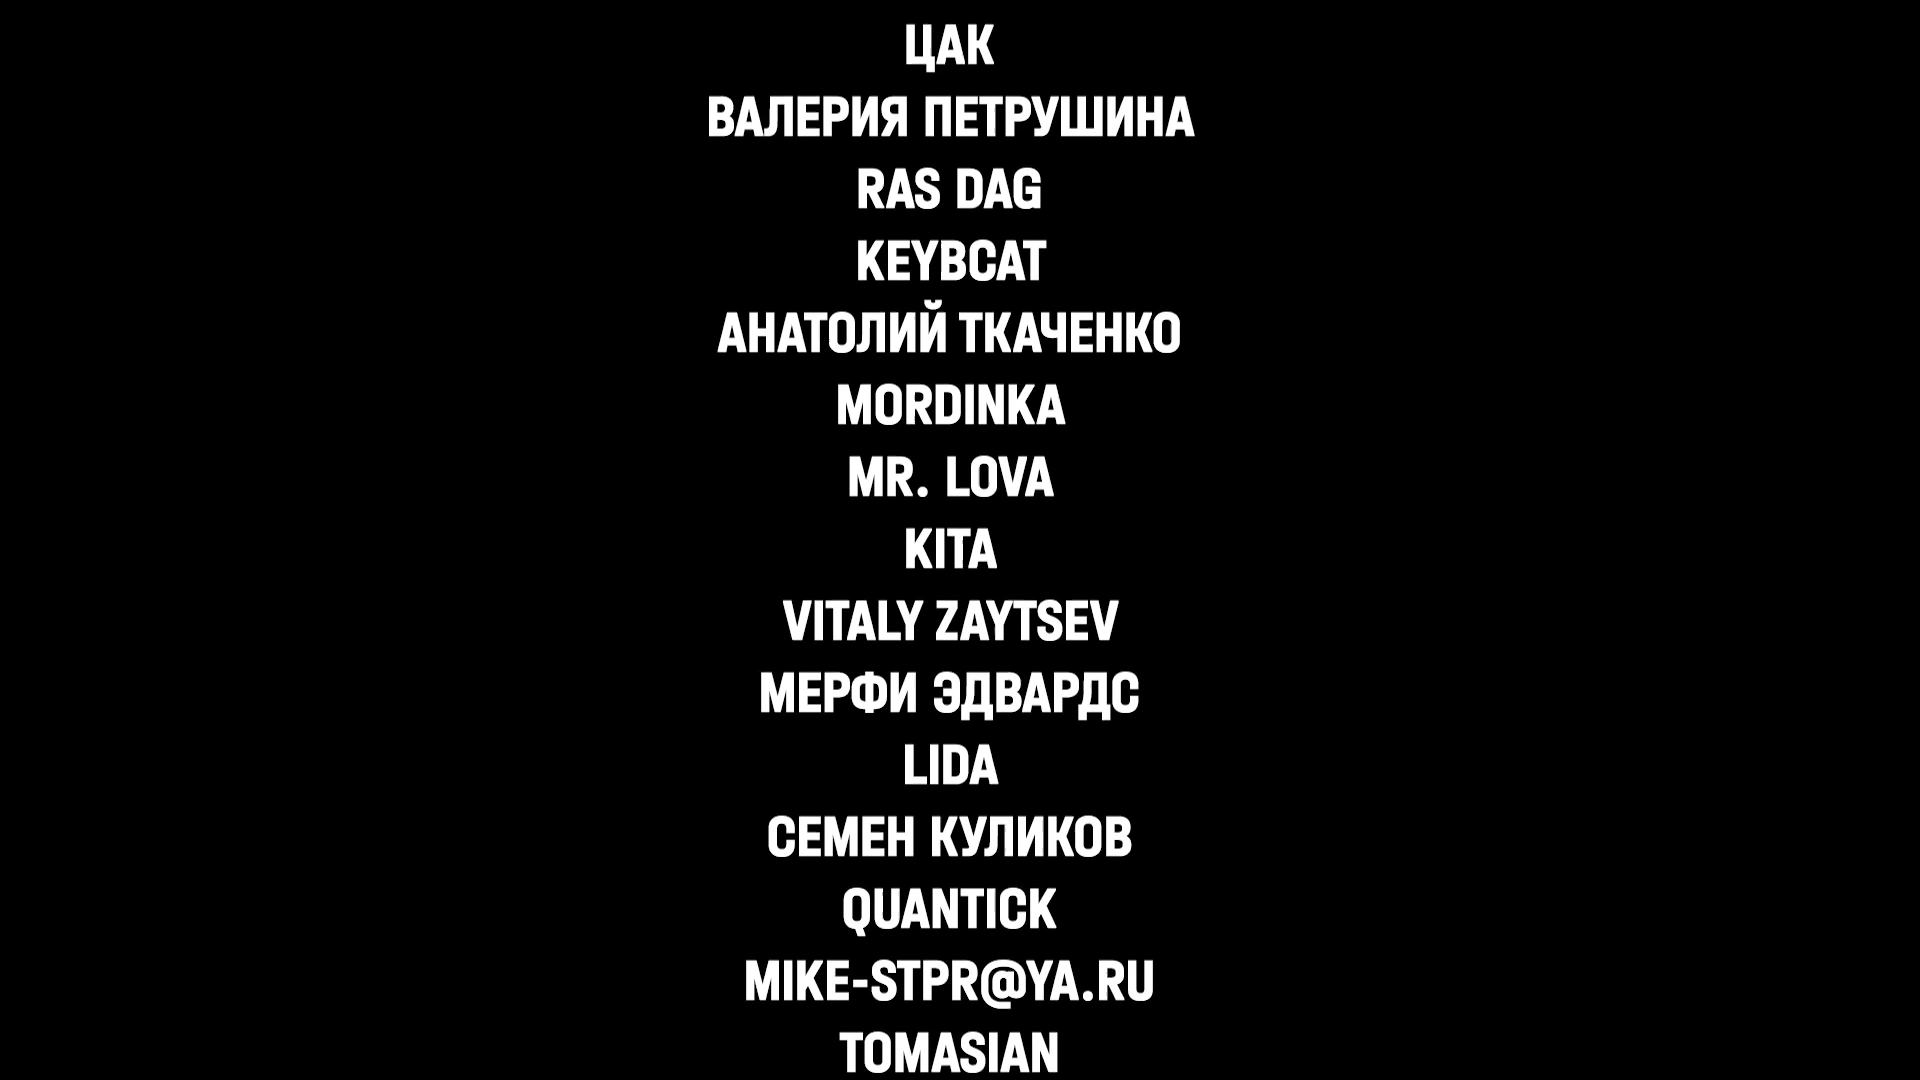 ЦАК
ВАЛЕРИЯ ПЕТРУШИНА
RAS DAG
KEYBCAT
АНАТОЛИЙ ТКАЧЕНКО
MORDINKA
MR. LOVA
KITA
VITALY ZAYTSEV
МЕРФИ ЭДВАРДС
LIDA
СЕМЕН КУЛИКОВ
QUANTICK
MIKE-STPR@YA.RU
TOMASIAN